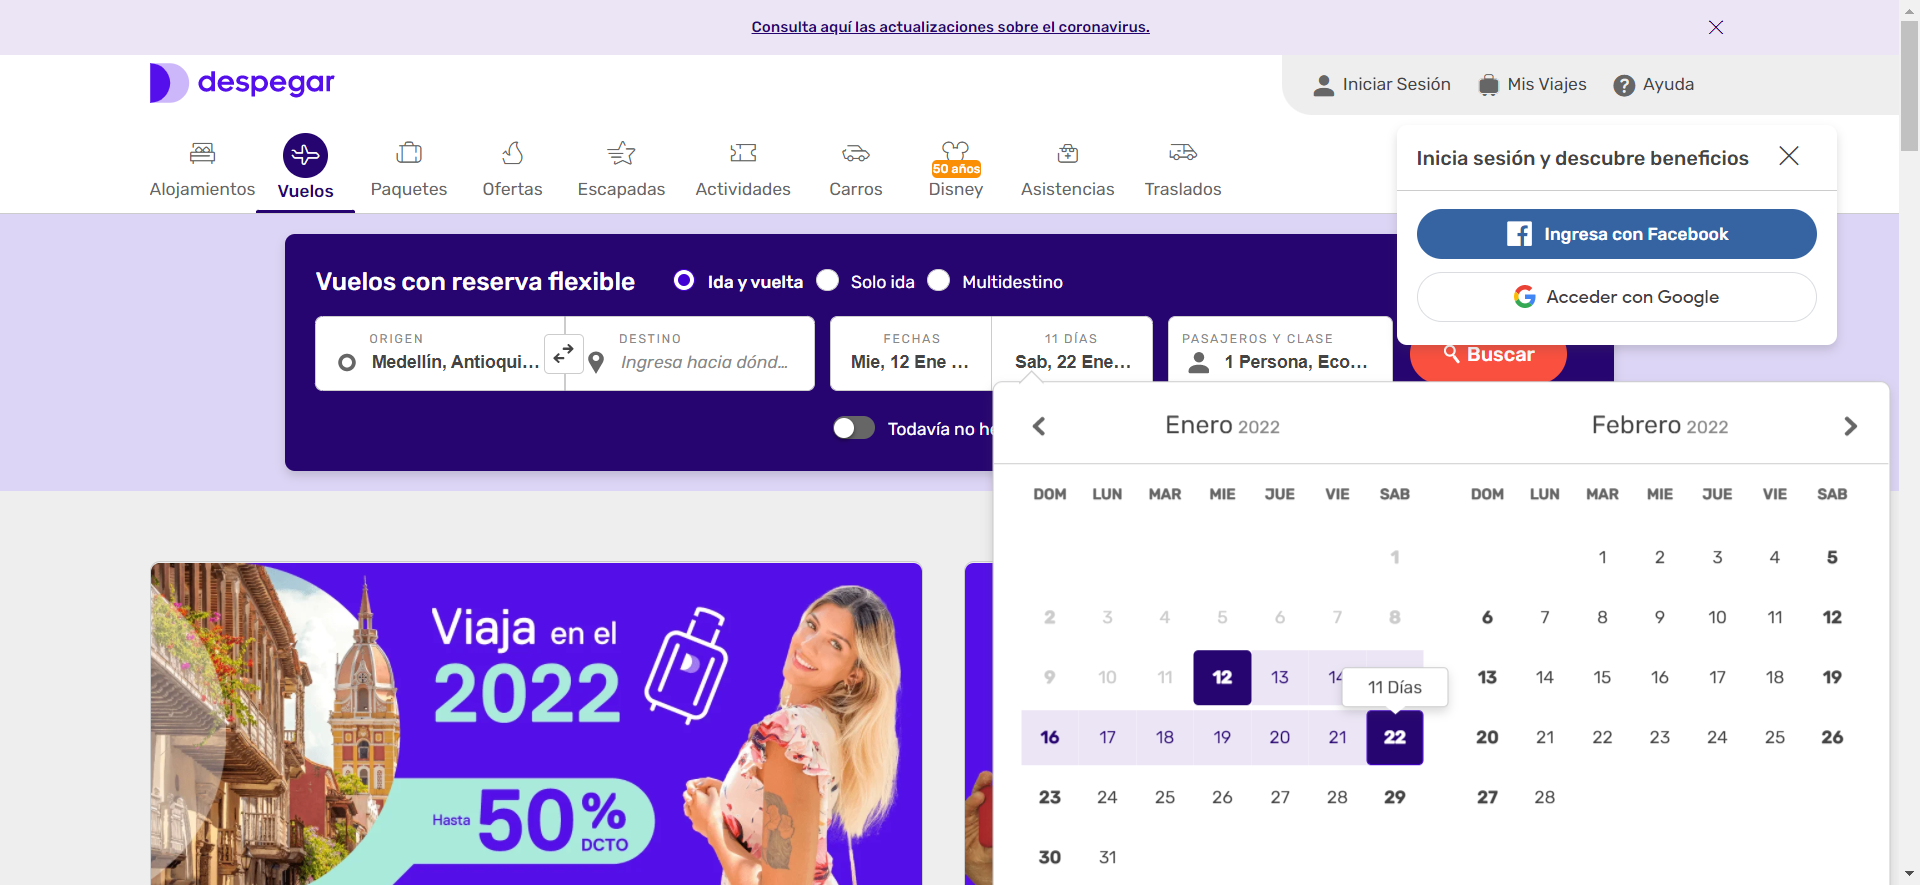 Consulta aquí las actualizaciones sobre el coronavirus.
despegar
Iniciar Sesión
Mis Viajes
Ayuda
Alojamientos
Vuelos
Paquetes
Ofertas
Escapadas
Actividades
Carros
50 años
Disney
Asistencias
Traslados
Inicia sesión y descubre beneficios
Ingresa con Facebook
Acceder con Google
Vuelos con reserva flexible
Ida y vuelta
Solo ida
Multidestino
ORIGEN
Medellín, Antioqui...
DESTINO
Ingresa hacia dónd...
FECHAS
Mie, 12 Ene ...
11 DÍAS
Sab, 22 Ene...
PASAJEROS Y CLASE
1 Persona, Eco...
Buscar
Todavía no he
Enero 2022
DOM LUN MAR MIE JUE VIE SAB
1
2 3 4 5 6 7 8
9 10 11 12 13 14
11 Días
16 17 18 19 20 21 22
23 24 25 26 27 28 29
30 31
Febrero 2022
DOM LUN MAR MIE JUE VIE SAB
1 2 3 4 5
6 7 8 9 10 11 12
13 14 15 16 17 18 19
20 21 22 23 24 25 26
27 28
Viaja en el
2022
Hasta 50% DCTO